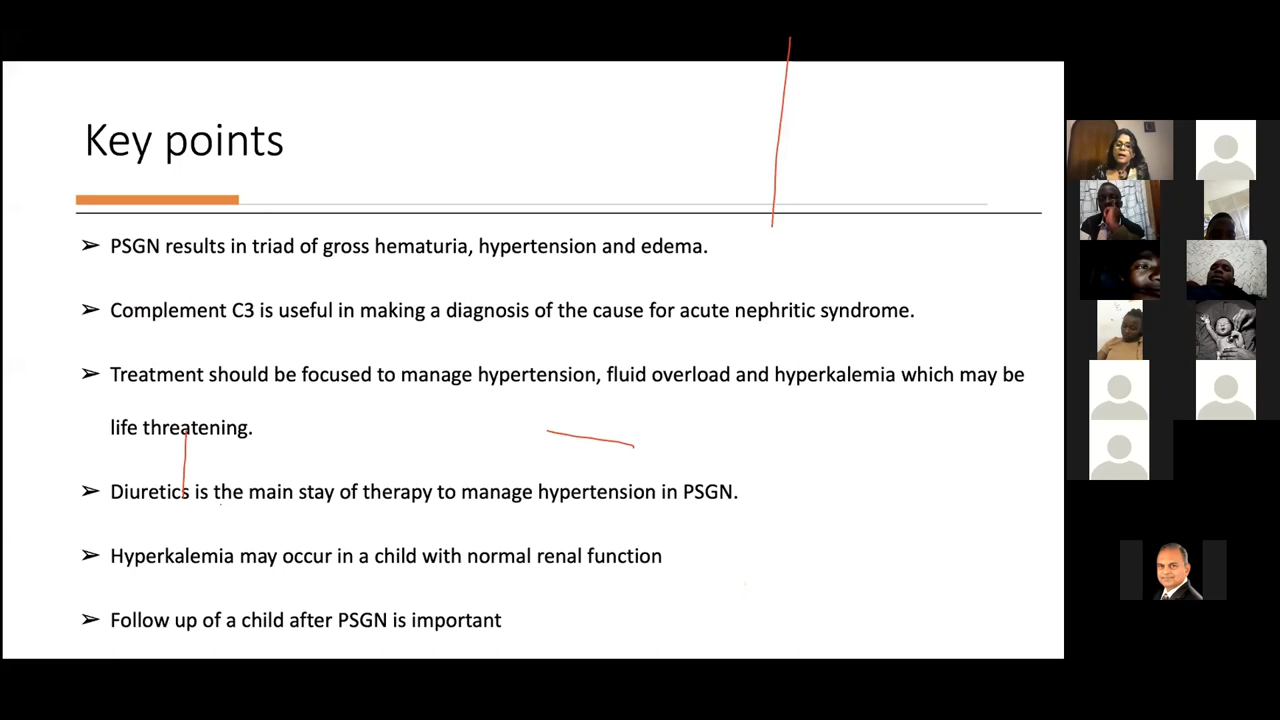 Key points
➢ PSGN results in triad of gross hematuria, hypertension and edema.
➢ Complement C3 is useful in making a diagnosis of the cause for acute nephritic syndrome.
➢ Treatment should be focused to manage hypertension, fluid overload and hyperkalemia which may be
life threatening.
➢ Diuretics is the main stay of therapy to manage hypertension in PSGN.
➢ Hyperkalemia may occur in a child with normal renal function
➢ Follow up of a child after PSGN is important